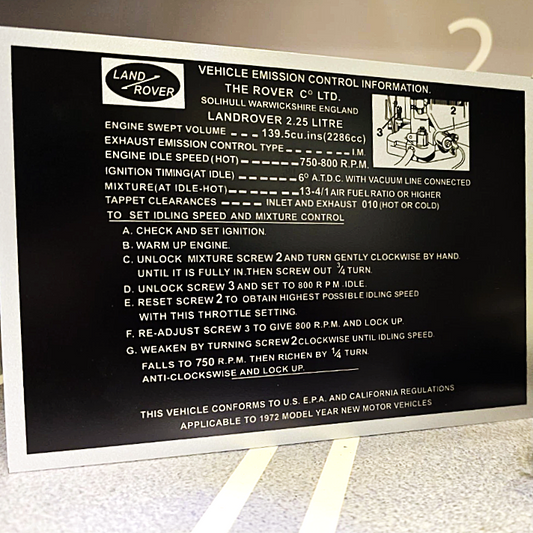 LAND ROVER
VEHICLE EMISSION CONTROL INFORMATION.
THE ROVER Cº LTD.
SOLIHULL WARWICKSHIRE ENGLAND
LANDROVER 2.25 LITRE
ENGINE SWEPT VOLUME _ _ _ 139.5cu.ins(2286cc)
EXHAUST EMISSION CONTROL TYPE _ _ _ _ _ _ I.M.
ENGINE IDLE SPEED(HOT)_ _ _ _ _ _750-800 R.P.M.
IGNITION TIMING(AT IDLE) _ _ _ _ _ 6º A.T.D.C. WITH VACUUM LINE CONNECTED
MIXTURE(AT IDLE-HOT)_ _ _ _ _ _13-4/1 AIR FUEL RATIO OR HIGHER
TAPPET CLEARANCES _ _ _ _ INLET AND EXHAUST 010 (HOT OR COLD)
TO SET IDLING SPEED AND MIXTURE CONTROL
A. CHECK AND SET IGNITION.
B. WARM UP ENGINE.
C. UNLOCK MIXTURE SCREW 2 AND TURN GENTLY CLOCKWISE BY HAND
UNTIL IT IS FULLY IN.THEN SCREW OUT ¾ TURN.
D. UNLOCK SCREW 3 AND SET TO 800 R P M .IDLE.
E. RESET SCREW 2 TO OBTAIN HIGHEST POSSIBLE IDLING SPEED
WITH THIS THROTTLE SETTING.
F. RE-ADJUST SCREW 3 TO GIVE 800 R.P.M. AND LOCK UP.
G. WEAKEN BY TURNING SCREW 2 CLOCKWISE UNTIL IDLING SPEED.
FALLS TO 750 R.P.M. THEN RICHEN BY ¼ TURN.
ANTI-CLOCKSWISE AND LOCK UP.
THIS VEHICLE CONFORMS TO U.S. E.P.A. AND CALIFORNIA REGULATIONS
APPLICABLE TO 1972 MODEL YEAR NEW MOTOR VEHICLES
2
3
2